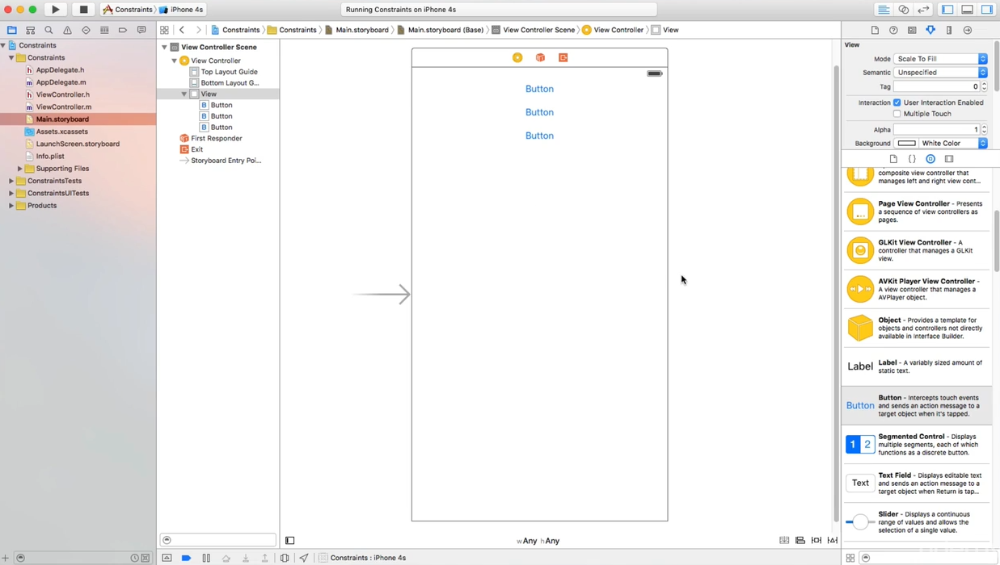 Constraints
iPhone 4s
Running Constraints on iPhone 4s
Constraints
Constraints
Main.storyboard
Main.storyboard (Base)
View Controller Scene
View Controller
View
Constraints
Constraints
AppDelegate.h
AppDelegate.m
ViewController.h
ViewController.m
Main.storyboard
Assets.xcassets
LaunchScreen.storyboard
Info.plist
Supporting Files
ConstraintsTests
ConstraintsUITests
Products
View Controller Scene
View Controller
Top Layout Guide
Bottom Layout G...
View
B Button
B Button
B Button
First Responder
Exit
Storyboard Entry Poi...
Button
Button
Button
wAny hAny
Constraints : iPhone 4s
View
Mode Scale To Fill
Semantic Unspecified
Tag 0
Interaction User Interaction Enabled
Multiple Touch
Alpha 1
Background White Color
composite view controller that
manages left and right view cont...
Page View Controller - Presents
a sequence of view controllers as
pages.
GLKit View Controller - A
controller that manages a GLKit
view.
AVKit Player View Controller -
A view controller that manages a
AVPlayer object.
Object - Provides a template for
objects and controllers not directly
available in Interface Builder.
Label
Label - A variably sized amount of
static text.
Button
Button - Intercepts touch events
and sends an action message to a
target object when it's tapped.
1 2
Segmented Control - Displays
multiple segments, each of which
functions as a discrete button.
Text
Text Field - Displays editable text
and sends an action message to a
target object when Return is tap...
Slider - Displays a continuous
range of values and allows the
selection of a single value.